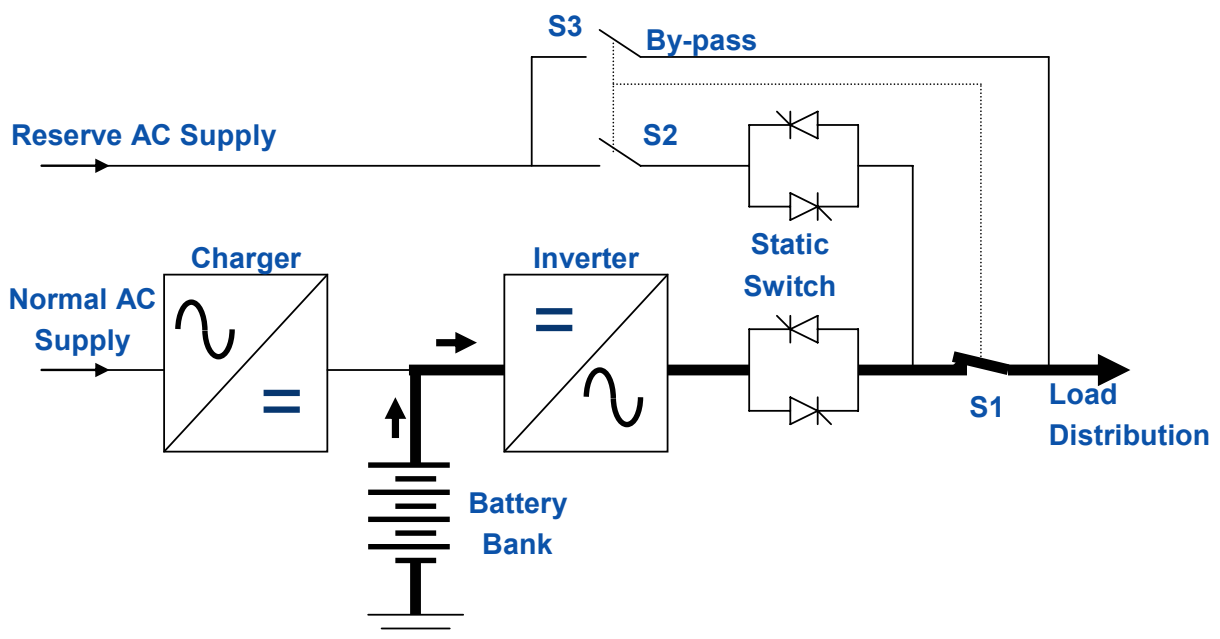 S3
By-pass
Reserve AC Supply
S2
Static
Switch
Charger
Inverter
Normal AC
Supply
S1
Load
Distribution
Battery
Bank